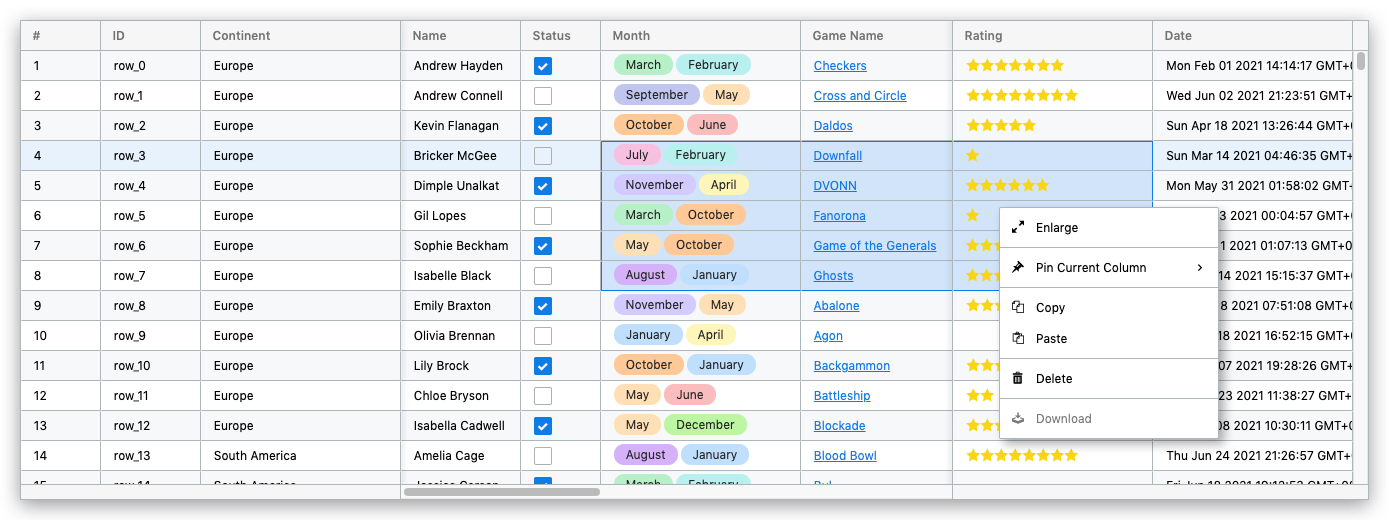 # ID Continent Name Status Month Game Name Rating Date
1 row_0 Europe Andrew Hayden March February Checkers Mon Feb 01 2021 14:14:17 GMT+0
2 row_1 Europe Andrew Connell September May Cross and Circle Wed Jun 02 2021 21:23:51 GMT+
3 row_2 Europe Kevin Flanagan October June Daldos Sun Apr 18 2021 13:26:44 GMT+0
4 row_3 Europe Bricker McGee July February Downfall Sun Mar 14 2021 04:46:35 GMT+
5 row_4 Europe Dimple Unalkat November April DVONN Mon May 31 2021 01:58:02 GMT+
6 row_5 Europe Gil Lopes March October Fanorona 3 2021 00:04:57 GMT+0
Enlarge
7 row_6 Europe Sophie Beckham May October Game of the Generals 1 2021 01:07:13 GMT+0
Pin Current Column
8 row_7 Europe Isabelle Black August January Ghosts 14 2021 15:15:37 GMT+
9 row_8 Europe Emily Braxton November May Abalone 8 2021 07:51:08 GMT+0
Copy
10 row_9 Europe Olivia Brennan January April Agon 18 2021 16:52:15 GMT+
Paste
11 row_10 Europe Lily Brock October January Backgammon 07 2021 19:28:26 GMT+
Delete
12 row_11 Europe Chloe Bryson May June Battleship 23 2021 11:38:27 GMT+
Download
13 row_12 Europe Isabella Cadwell May December Blockade 08 2021 10:30:11 GMT+
14 row_13 South America Amelia Cage August January Blood Bowl Thu Jun 24 2021 21:26:57 GMT+
15 row_14 South America March February